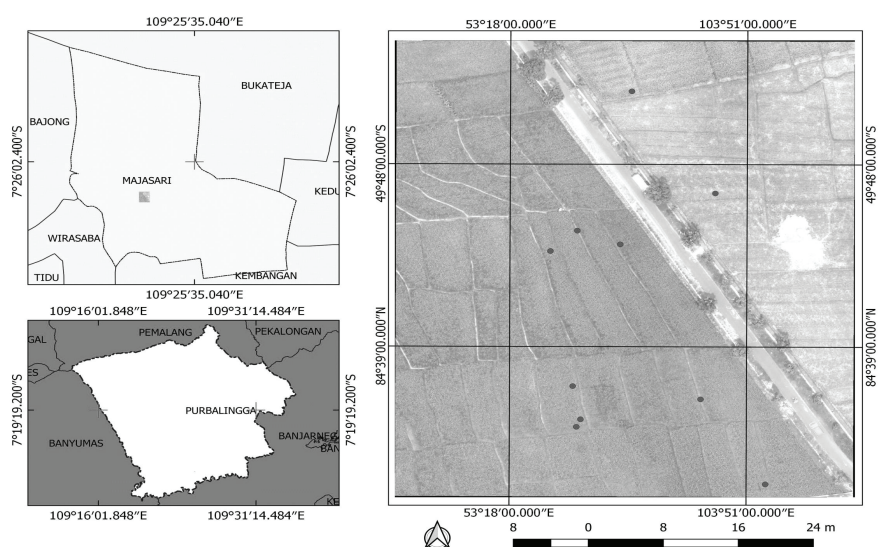 109°25′35.040″E
BUKATEJA
BAJONG
7°26′02.400″S
7°26′02.400″S
MAJASARI
KEDU
WIRASABA
TIDU
KEMBANGAN
109°25′35.040″E
109°16′01.848″E
109°31′14.484″E
PEMALANG
PEKALONGAN
GAL
ES
7°19′19.200″S
7°19′19.200″S
PURBALINGGA
BANYUMAS
BANJARNEG
BAN
KE
109°16′01.848″E
109°31′14.484″E
53°18′00.000″E
103°51′00.000″E
49°48′00.000″S
49°48′00.000″S
84°39′00.000″N
84°39′00.000″N
53°18′00.000″E
103°51′00.000″E
8 0 8 16 24 m